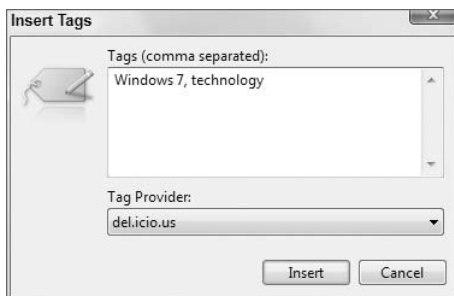 Insert Tags
Tags (comma separated):
Windows 7, technology
Tag Provider:
del.icio.us
Insert Cancel